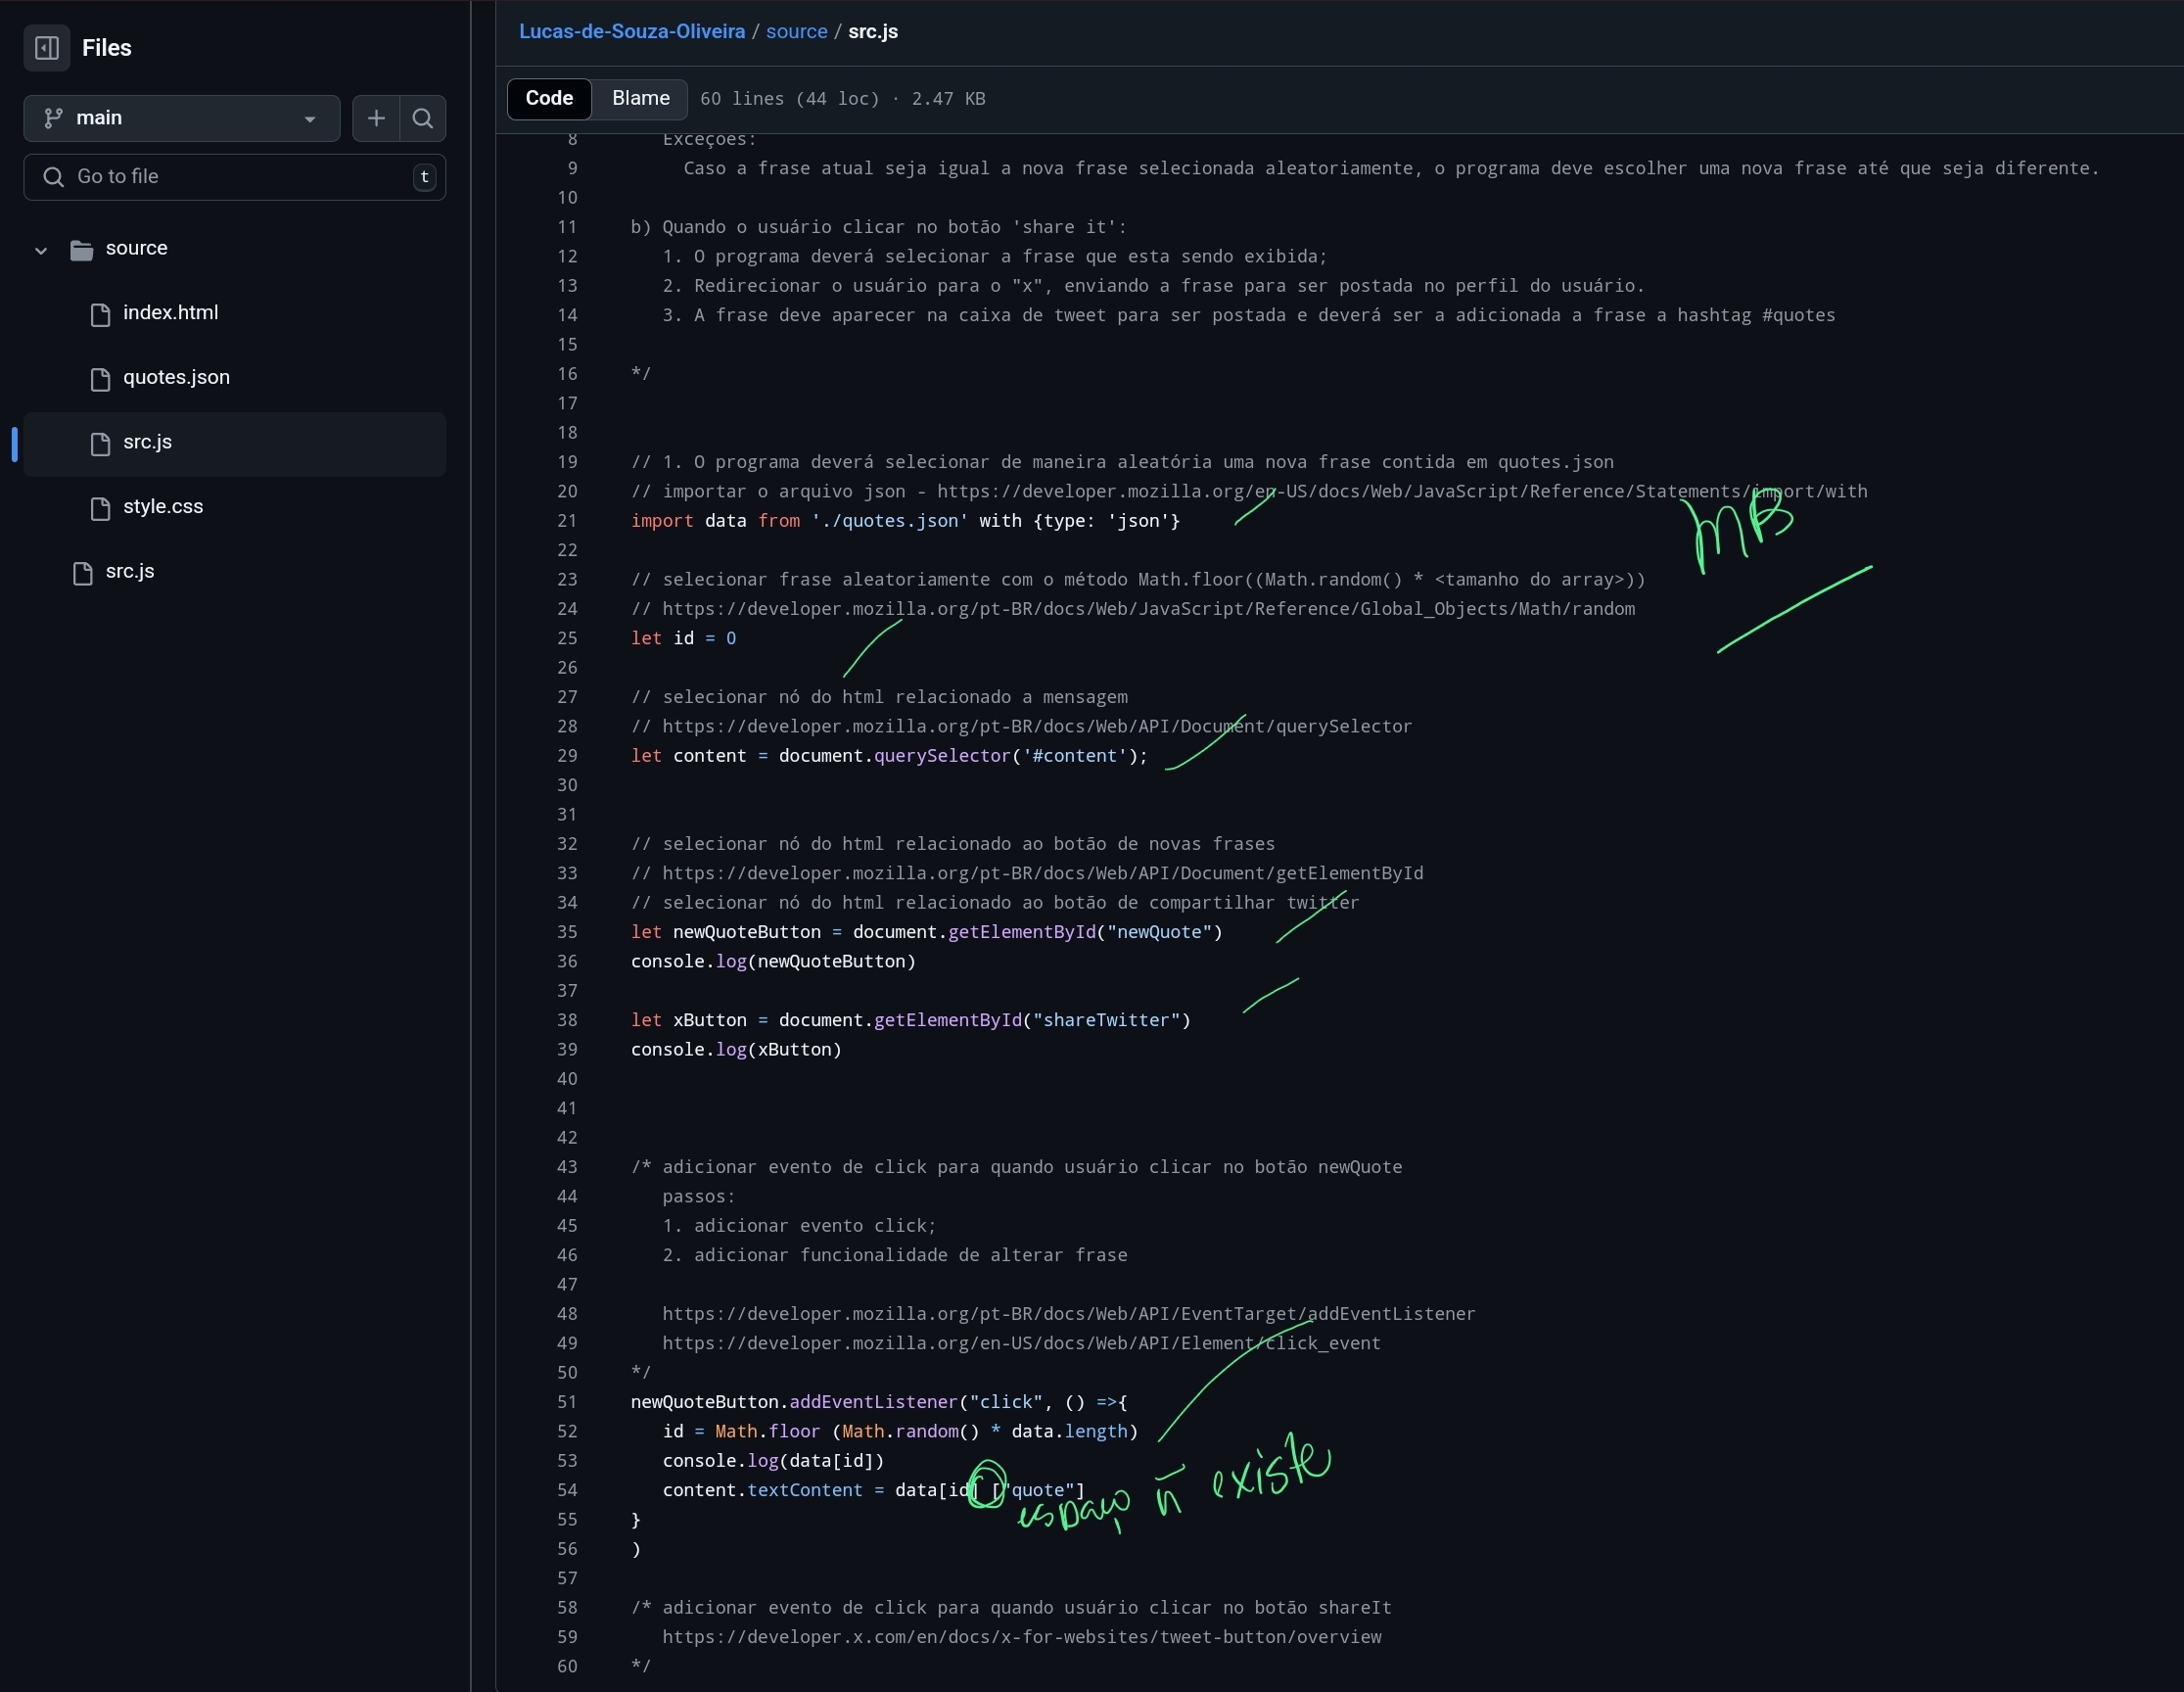 Files
main
Go to file
t
source
index.html
quotes.json
src.js
style.css
src.js
Lucas-de-Souza-Oliveira / source / src.js
Code Blame 60 lines (44 loc) · 2.47 KB
8 Exceções:
9 Caso a frase atual seja igual a nova frase selecionada aleatoriamente, o programa deve escolher uma nova frase até que seja diferente.
10
11 b) Quando o usuário clicar no botão 'share it':
12 1. O programa deverá selecionar a frase que esta sendo exibida;
13 2. Redirecionar o usuário para o "x", enviando a frase para ser postada no perfil do usuário.
14 3. A frase deve aparecer na caixa de tweet para ser postada e deverá ser a adicionada a frase a hashtag #quotes
15
16 */
17
18
19 // 1. O programa deverá selecionar de maneira aleatória uma nova frase contida em quotes.json
20 // importar o arquivo json - https://developer.mozilla.org/en-US/docs/Web/JavaScript/Reference/Statements/import/with
21 import data from './quotes.json' with {type: 'json'}
MB
22
23 // selecionar frase aleatoriamente com o método Math.floor((Math.random() * <tamanho do array>))
24 // https://developer.mozilla.org/pt-BR/docs/Web/JavaScript/Reference/Global_Objects/Math/random
25 let id = 0
26
27 // selecionar nó do html relacionado a mensagem
28 // https://developer.mozilla.org/pt-BR/docs/Web/API/Document/querySelector
29 let content = document.querySelector('#content');
30
31
32 // selecionar nó do html relacionado ao botão de novas frases
33 // https://developer.mozilla.org/pt-BR/docs/Web/API/Document/getElementById
34 // selecionar nó do html relacionado ao botão de compartilhar twitter
35 let newQuoteButton = document.getElementById("newQuote")
36 console.log(newQuoteButton)
37
38 let xButton = document.getElementById("shareTwitter")
39 console.log(xButton)
40
41
42
43 /* adicionar evento de click para quando usuário clicar no botão newQuote
44 passos:
45 1. adicionar evento click;
46 2. adicionar funcionalidade de alterar frase
47
48 https://developer.mozilla.org/pt-BR/docs/Web/API/EventTarget/addEventListener
49 https://developer.mozilla.org/en-US/docs/Web/API/Element/click_event
50 */
51 newQuoteButton.addEventListener("click", () =>{
52 id = Math.floor (Math.random() * data.length)
53 console.log(data[id])
54 content.textContent = data[id] ["quote"]
espaço ñ existe
55 }
56 )
57
58 /* adicionar evento de click para quando usuário clicar no botão shareIt
59 https://developer.x.com/en/docs/x-for-websites/tweet-button/overview
60 */